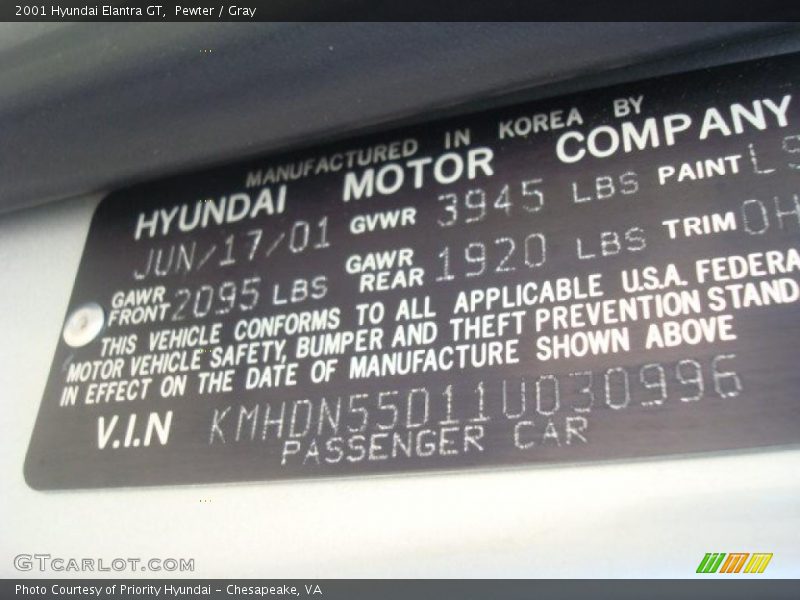 2001 Hyundai Elantra GT, Pewter / Gray
MANUFACTURED IN KOREA BY
HYUNDAI MOTOR COMPANY
JUN/17/01 GVWR 3945 LBS PAINT LS
GAWR FRONT 2095 LBS GAWR REAR 1920 LBS TRIM OH
THIS VEHICLE CONFORMS TO ALL APPLICABLE U.S.A. FEDERA
MOTOR VEHICLE SAFETY, BUMPER AND THEFT PREVENTION STAND
IN EFFECT ON THE DATE OF MANUFACTURE SHOWN ABOVE
V.I.N KMHDN55D11U030996
PASSENGER CAR
GTCARLOT.COM
Photo Courtesy of Priority Hyundai - Chesapeake, VA